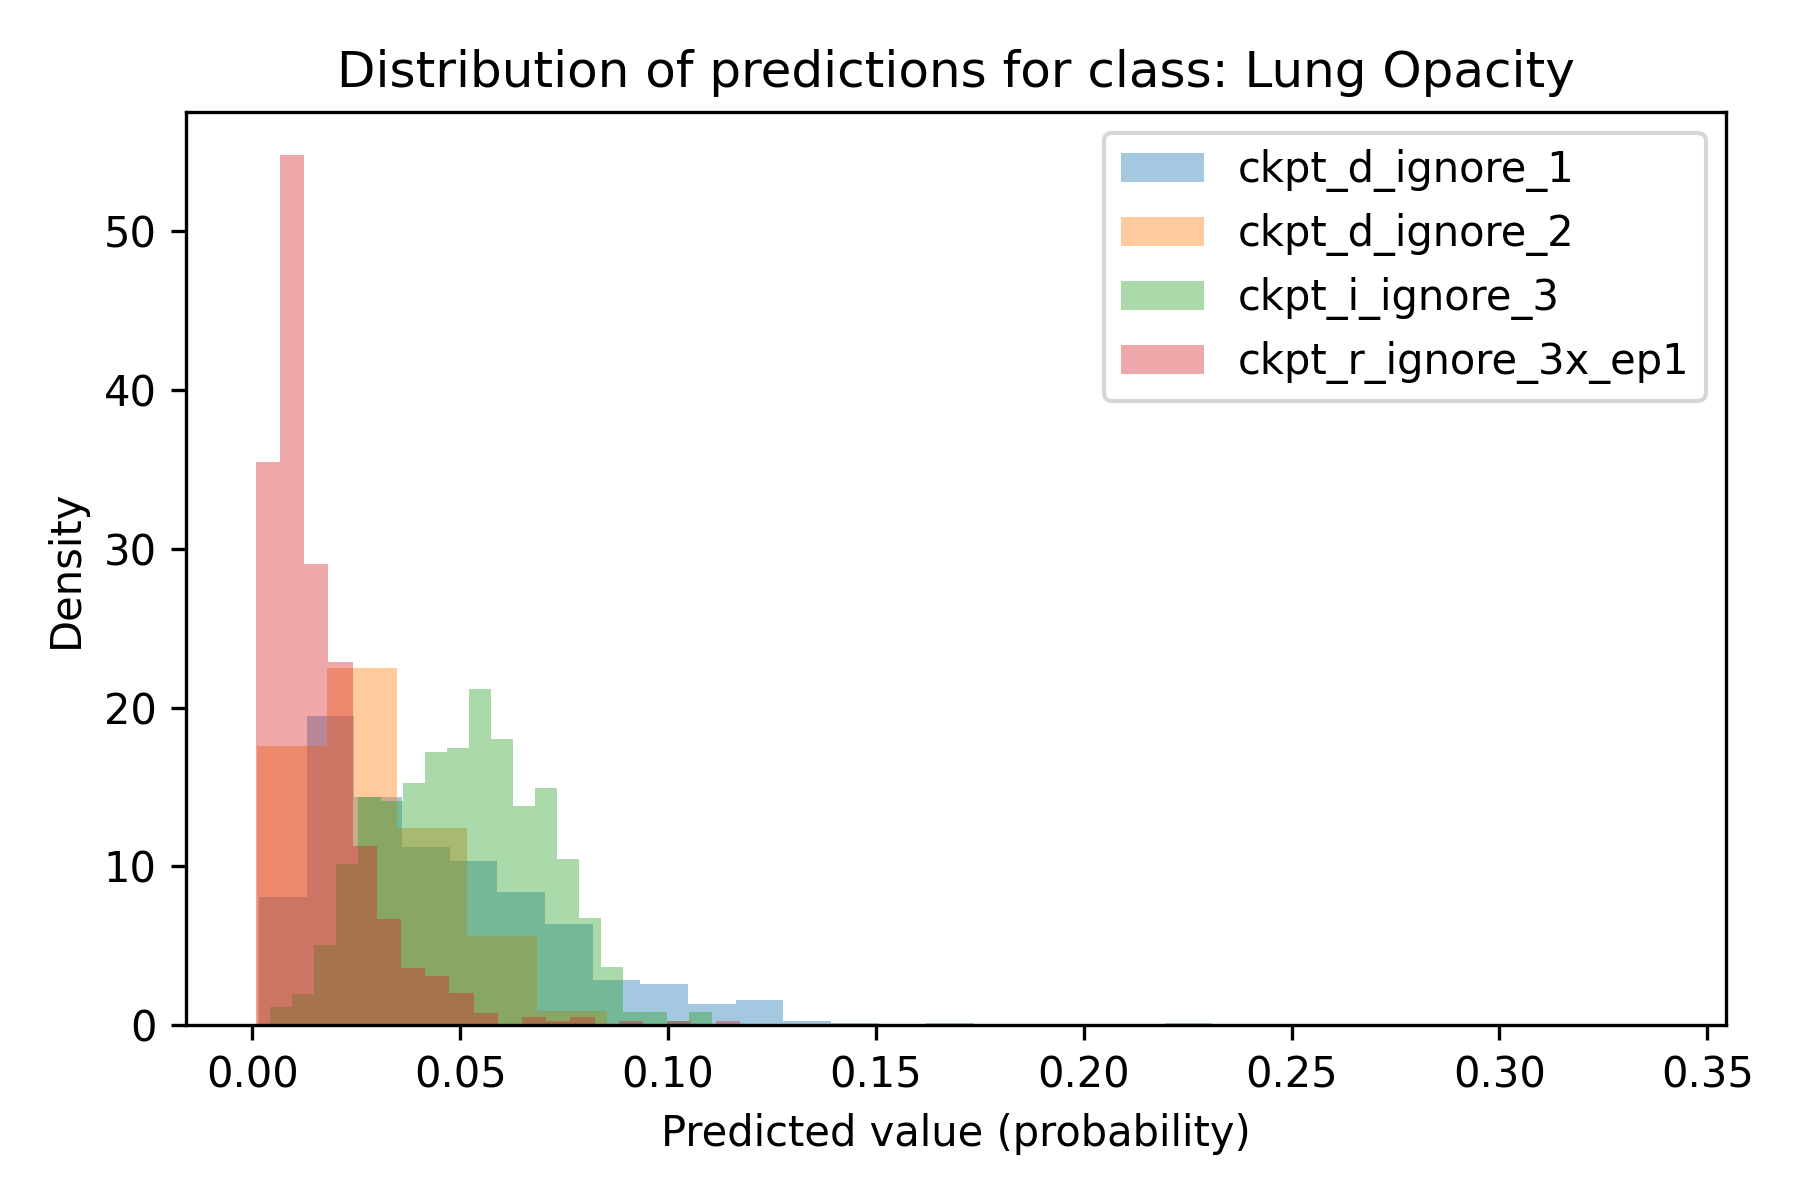 Distribution of predictions for class: Lung Opacity
ckpt_d_ignore_1
ckpt_d_ignore_2
ckpt_i_ignore_3
ckpt_r_ignore_3x_ep1
Density
50
40
30
20
10
0
0.00 0.05 0.10 0.15 0.20 0.25 0.30 0.35
Predicted value (probability)